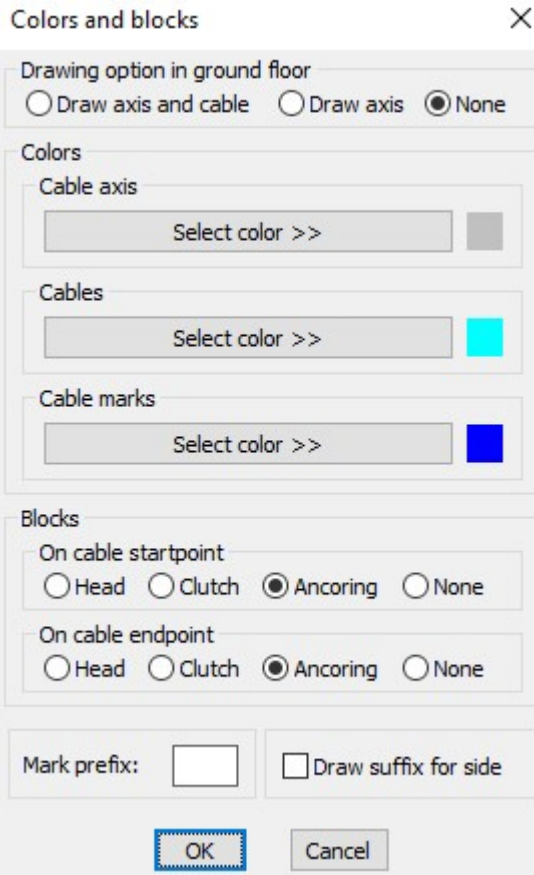 Colors and blocks
Drawing option in ground floor
Draw axis and cable Draw axis None
Colors
Cable axis
Select color >>
Cables
Select color >>
Cable marks
Select color >>
Blocks
On cable startpoint
Head Clutch Ancoring None
On cable endpoint
Head Clutch Ancoring None
Mark prefix: Draw suffix for side
OK Cancel